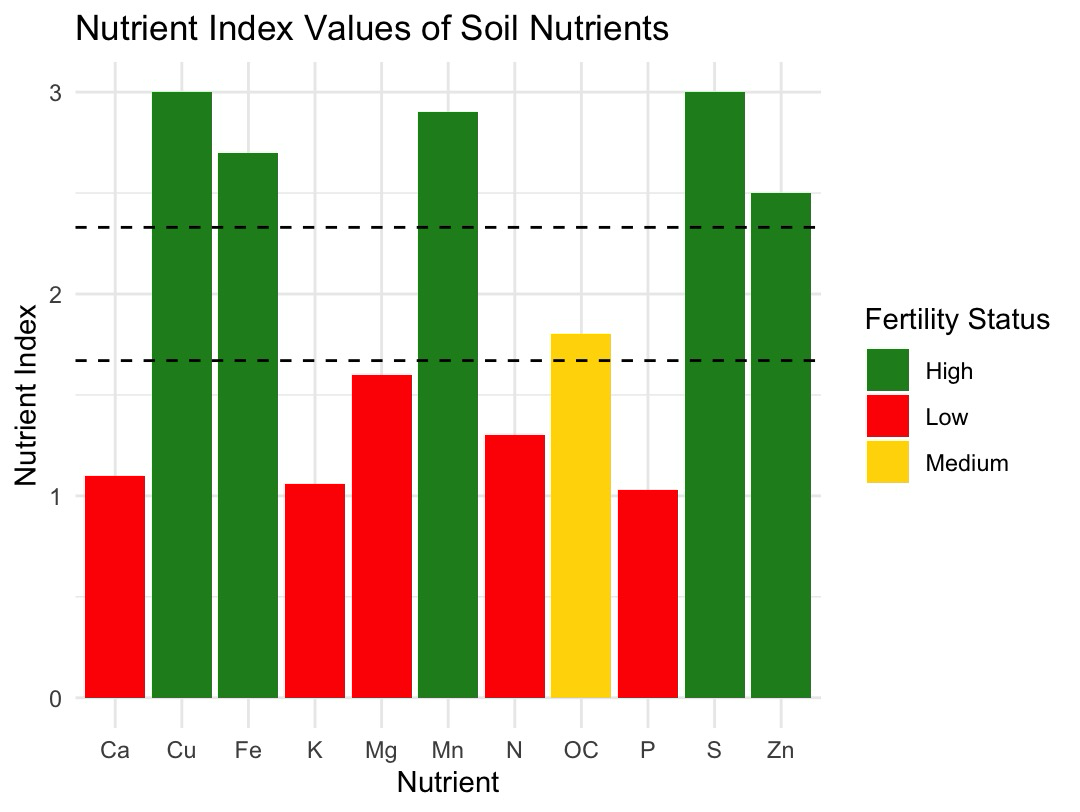 Nutrient Index Values of Soil Nutrients
3
2
1
0
Nutrient Index
Ca Cu Fe K Mg Mn N OC P S Zn
Nutrient
Fertility Status
High
Low
Medium